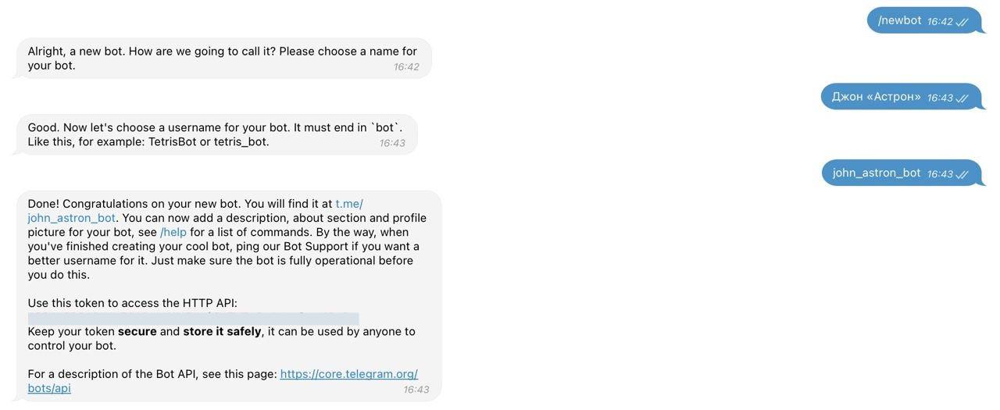 /newbot 16:42
Alright, a new bot. How are we going to call it? Please choose a name for
your bot.
16:42
Джон «Астрон» 16:43
Good. Now let's choose a username for your bot. It must end in `bot`.
Like this, for example: TetrisBot or tetris_bot.
16:43
john_astron_bot 16:43
Done! Congratulations on your new bot. You will find it at t.me/
john_astron_bot. You can now add a description, about section and profile
picture for your bot, see /help for a list of commands. By the way, when
you've finished creating your cool bot, ping our Bot Support if you want a
better username for it. Just make sure the bot is fully operational before
you do this.
Use this token to access the HTTP API:
Keep your token secure and store it safely, it can be used by anyone to
control your bot.
For a description of the Bot API, see this page: https://core.telegram.org/
bots/api
16:43